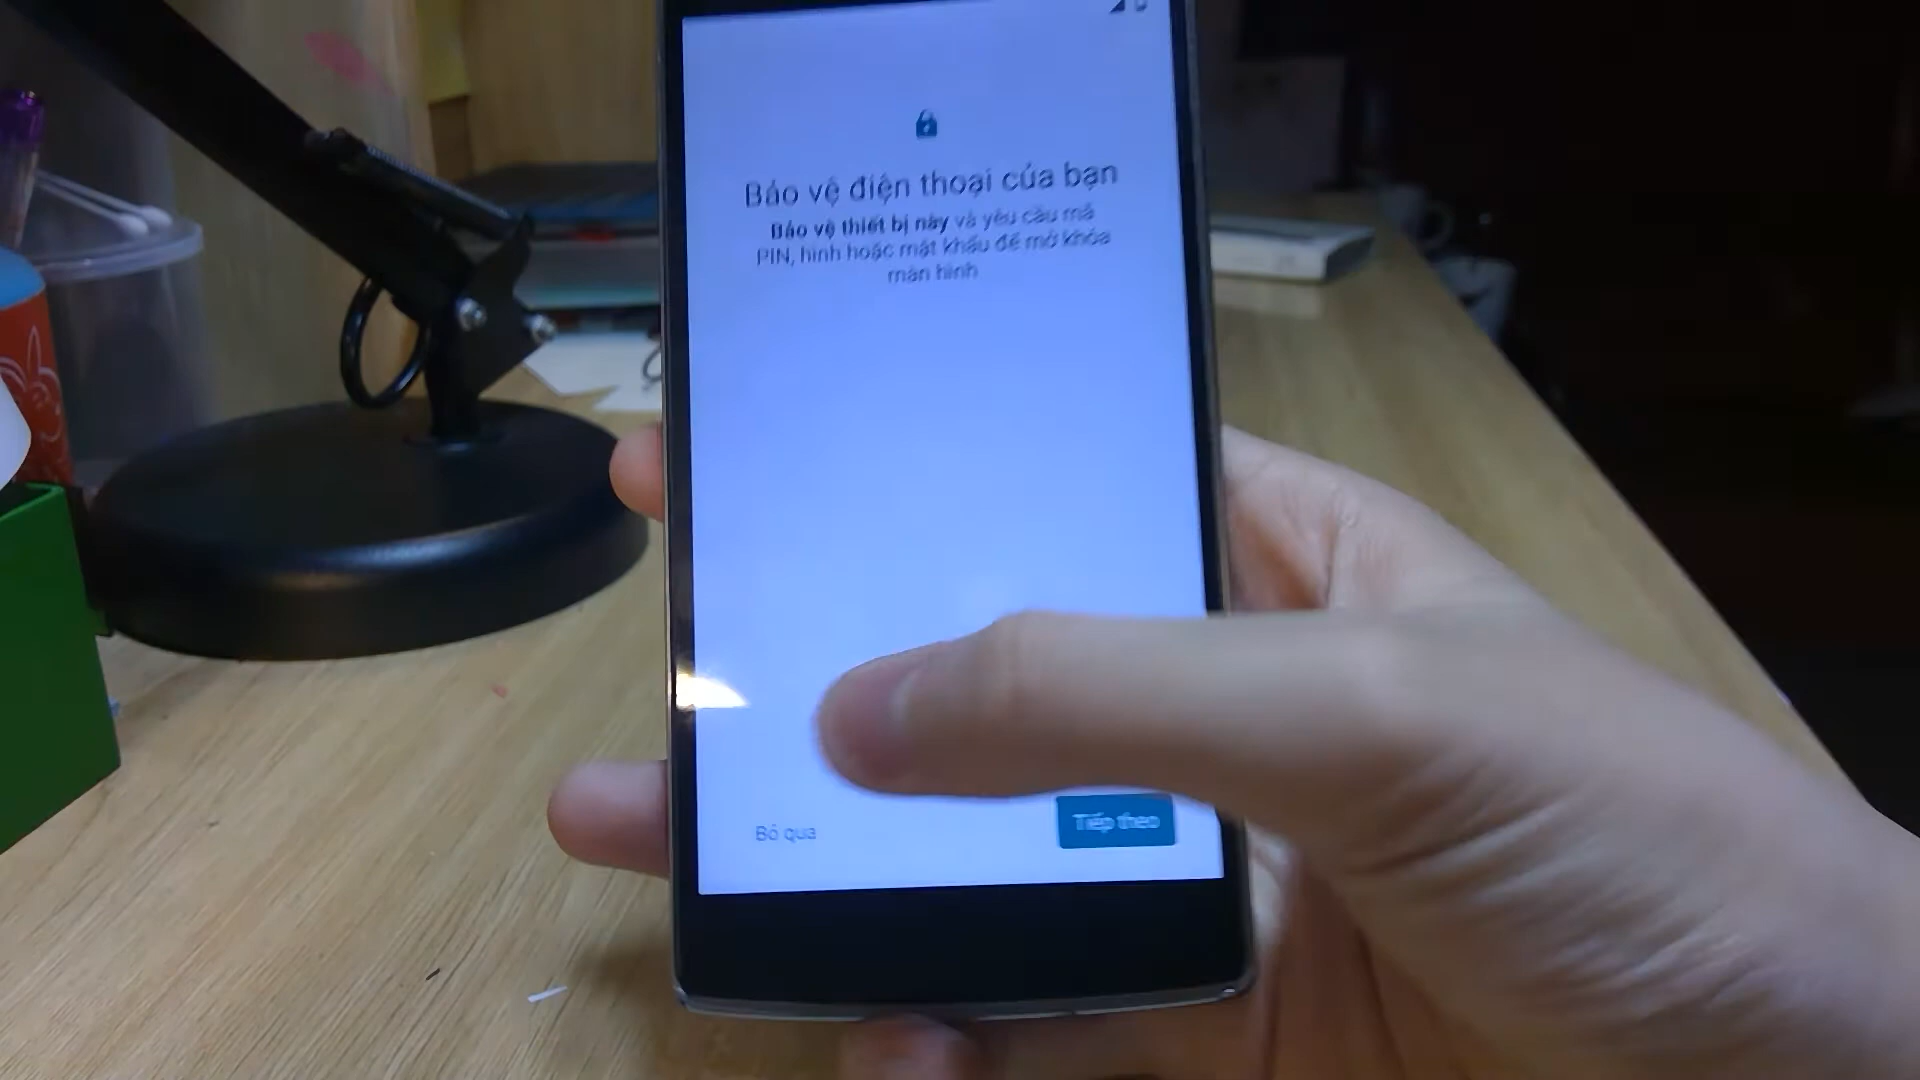 Bảo vệ điện thoại của bạn
Bảo vệ thiết bị này và yêu cầu mã
PIN, hình hoặc mật khẩu để mở khóa
màn hình
Bỏ qua
Tiếp theo